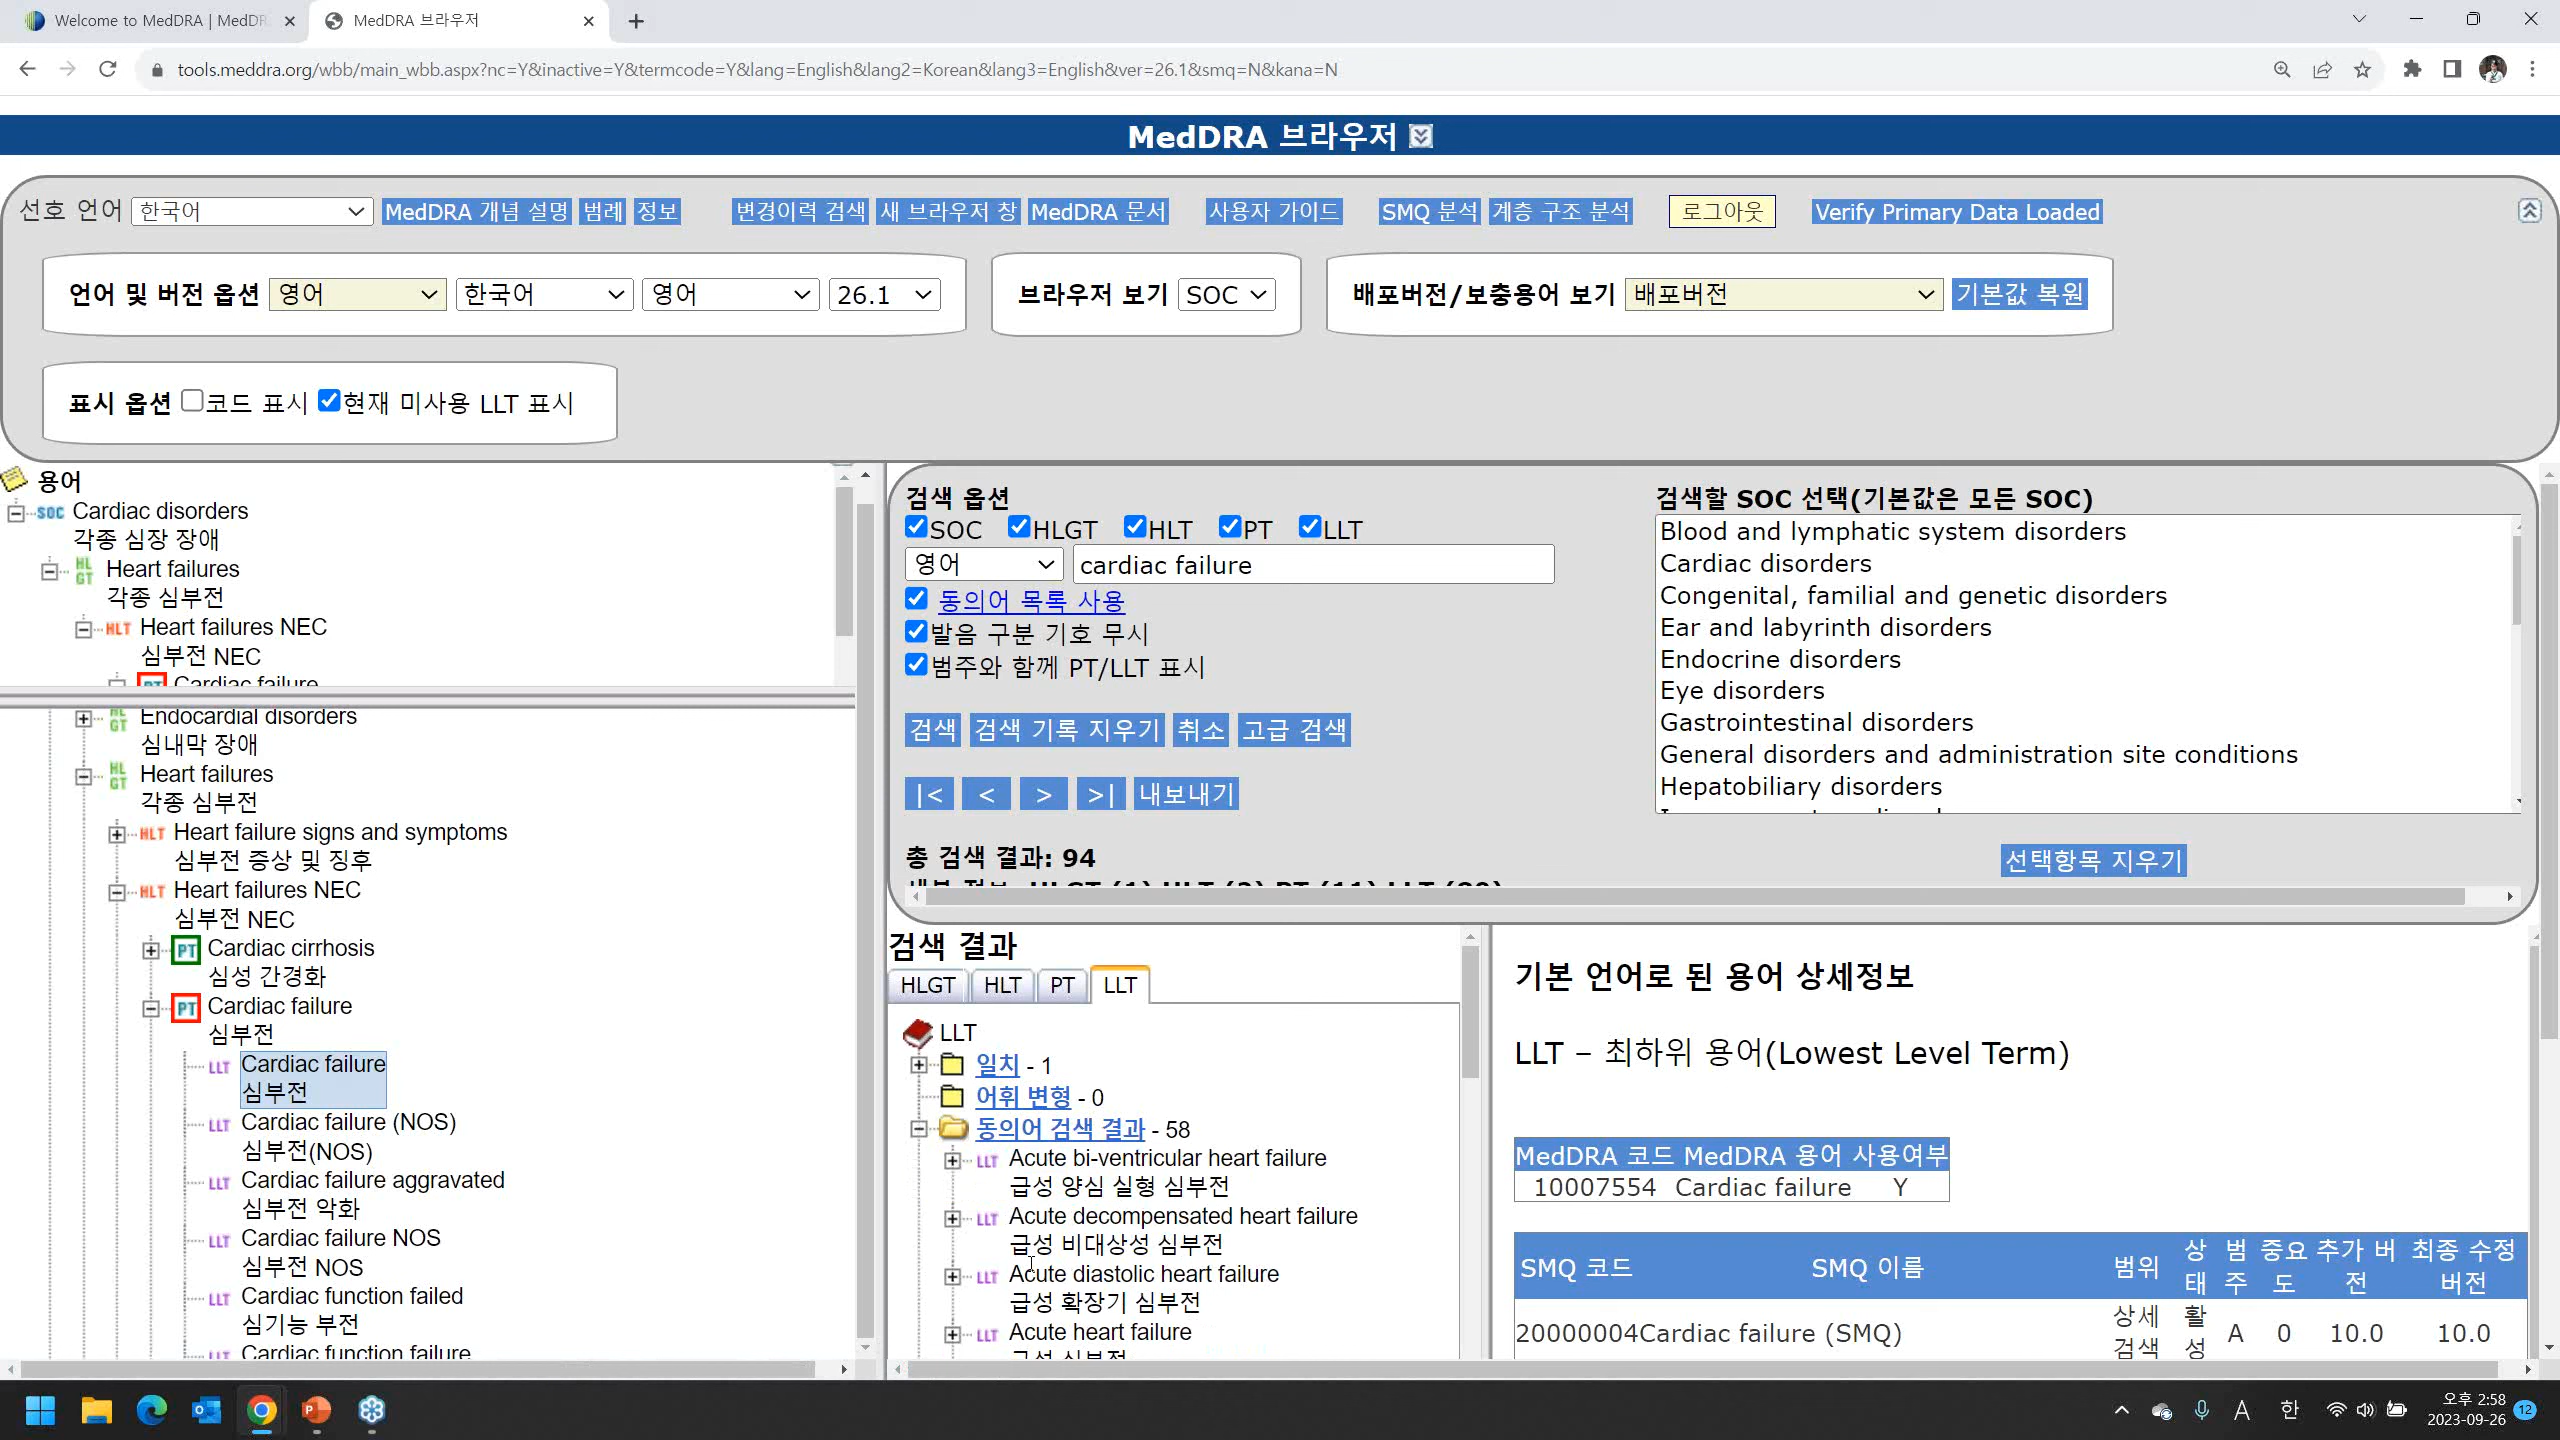 Welcome to MedDRA | MedDR
MedDRA 브라우저
tools.meddra.org/wbb/main_wbb.aspx?nc=Y&inactive=Y&termcode=Y&lang=English&lang2=Korean&lang3=English&ver=26.1&smq=N&kana=N
MedDRA 브라우저
선호 언어 한국어 MedDRA 개념 설명 범례 정보 변경이력 검색 새 브라우저 창 MedDRA 문서 사용자 가이드 SMQ 분석 계층 구조 분석 로그아웃 Verify Primary Data Loaded
언어 및 버전 옵션 영어 한국어 영어 26.1 브라우저 보기 SOC 배포버전/보충용어 보기 배포버전 기본값 복원
표시 옵션 코드 표시 현재 미사용 LLT 표시
용어
SOC Cardiac disorders
각종 심장 장애
HLGT Heart failures
각종 심부전
HLT Heart failures NEC
심부전 NEC
PT Cardiac failure
HLGT Endocardial disorders
심내막 장애
HLGT Heart failures
각종 심부전
HLT Heart failure signs and symptoms
심부전 증상 및 징후
HLT Heart failures NEC
심부전 NEC
PT Cardiac cirrhosis
심성 간경화
PT Cardiac failure
심부전
LLT Cardiac failure
심부전
LLT Cardiac failure (NOS)
심부전(NOS)
LLT Cardiac failure aggravated
심부전 악화
LLT Cardiac failure NOS
심부전 NOS
LLT Cardiac function failed
심기능 부전
LLT Cardiac function failure
검색 옵션
SOC HLGT HLT PT LLT
영어 cardiac failure
동의어 목록 사용
발음 구분 기호 무시
범주와 함께 PT/LLT 표시
검색 검색 기록 지우기 취소 고급 검색
|< < > >| 내보내기
총 검색 결과: 94
검색할 SOC 선택(기본값은 모든 SOC)
Blood and lymphatic system disorders
Cardiac disorders
Congenital, familial and genetic disorders
Ear and labyrinth disorders
Endocrine disorders
Eye disorders
Gastrointestinal disorders
General disorders and administration site conditions
Hepatobiliary disorders
선택항목 지우기
검색 결과
HLGT HLT PT LLT
LLT
일치 - 1
어휘 변형 - 0
동의어 검색 결과 - 58
LLT Acute bi-ventricular heart failure
급성 양심 실형 심부전
LLT Acute decompensated heart failure
급성 비대상성 심부전
LLT Acute diastolic heart failure
급성 확장기 심부전
LLT Acute heart failure
급성 심부전
기본 언어로 된 용어 상세정보
LLT – 최하위 용어(Lowest Level Term)
MedDRA 코드 MedDRA 용어 사용여부
10007554 Cardiac failure Y
SMQ 코드 SMQ 이름 범위 상태 범주 중요도 추가 버전 최종 수정 버전
20000004 Cardiac failure (SMQ) 상세 검색 활성 A 0 10.0 10.0
A 한 오후 2:58
2023-09-26 12